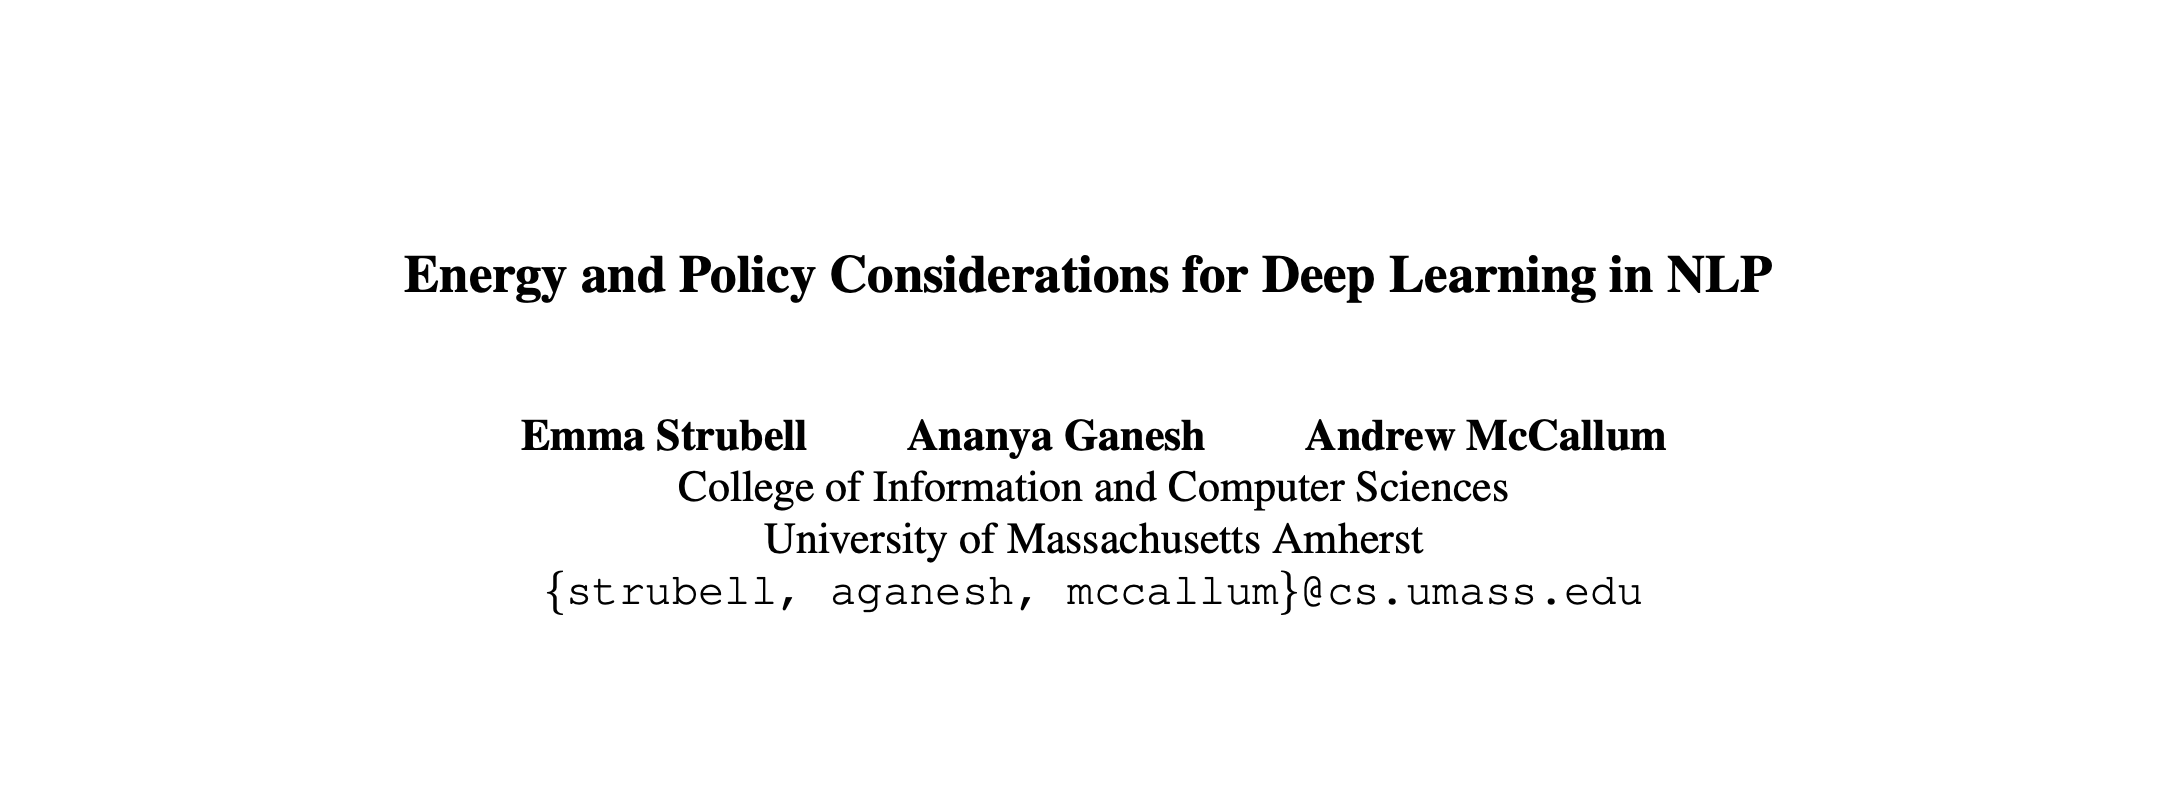 Energy and Policy Considerations for Deep Learning in NLP
Emma Strubell Ananya Ganesh Andrew McCallum
College of Information and Computer Sciences
University of Massachusetts Amherst
{strubell, aganesh, mccallum}@cs.umass.edu